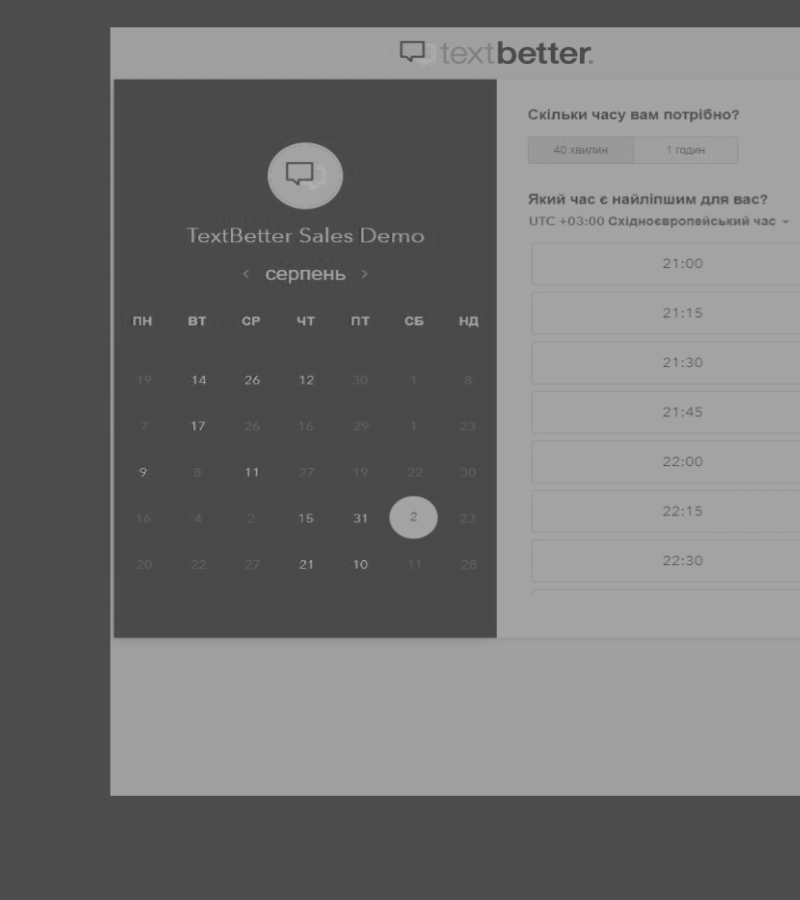 textbetter.
TextBetter Sales Demo
‹ серпень ›
ПН ВТ СР ЧТ ПТ СБ НД
19 14 26 12 30 1 8
7 17 26 16 29 1 23
9 8 11 27 19 22 30
16 4 2 15 31 2 23
20 22 27 21 10 11 28
Скільки часу вам потрібно?
40 хвилин 1 годин
Який час є найліпшим для вас?
UTC +03:00 Східноєвропейський час
21:00
21:15
21:30
21:45
22:00
22:15
22:30